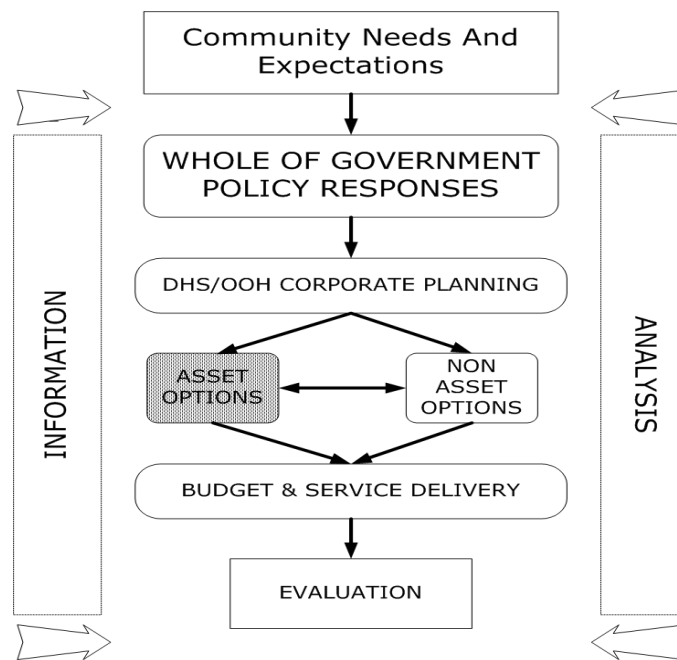 Community Needs And
Expectations
WHOLE OF GOVERNMENT
POLICY RESPONSES
DHS/OOH CORPORATE PLANNING
INFORMATION
ASSET
OPTIONS
NON
ASSET
OPTIONS
ANALYSIS
BUDGET & SERVICE DELIVERY
EVALUATION